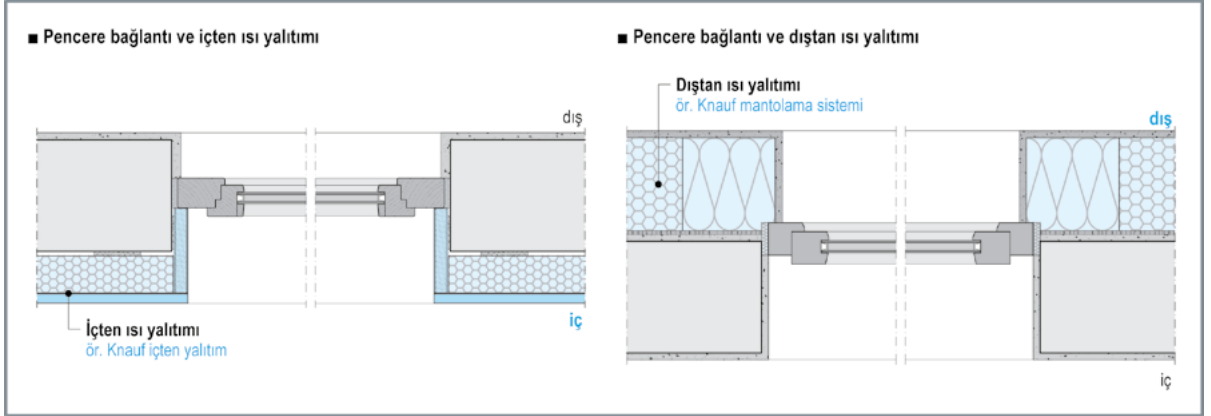 ■ Pencere bağlantı ve içten ısı yalıtımı
dış
iç
İçten ısı yalıtımı
ör. Knauf içten yalıtım
■ Pencere bağlantı ve dıştan ısı yalıtımı
Dıştan ısı yalıtımı
ör. Knauf mantolama sistemi
dış
iç